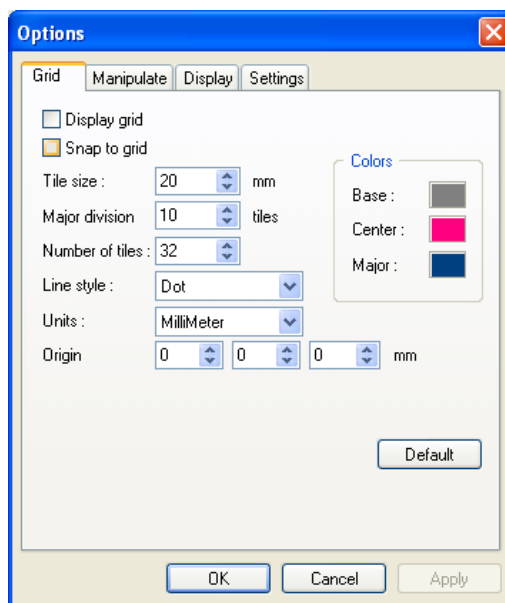 Options
Grid Manipulate Display Settings
Display grid
Snap to grid
Tile size : 20 mm
Major division 10 tiles
Number of tiles : 32
Line style : Dot
Units : MilliMeter
Origin 0 0 0 mm
Colors
Base :
Center :
Major :
Default
OK Cancel Apply